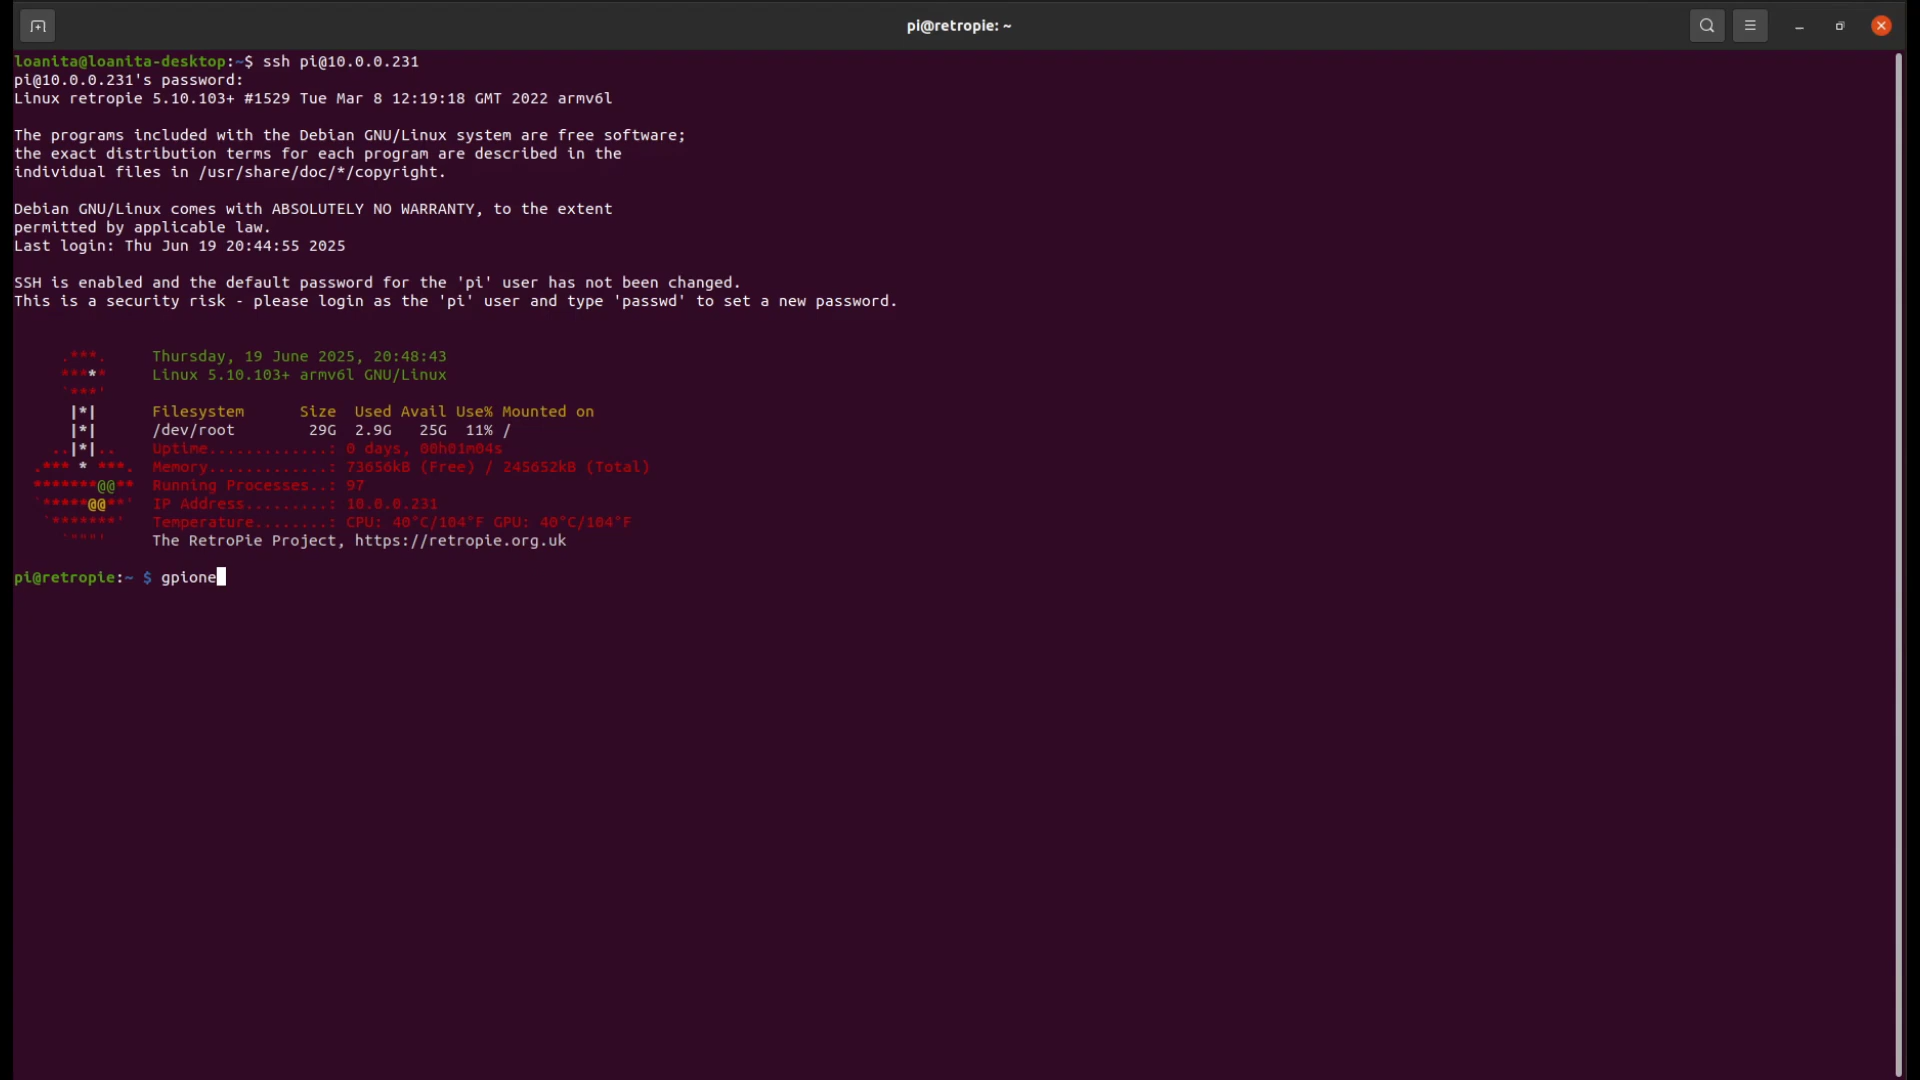 pi@retropie: ~
loanita@loanita-desktop:~$ ssh pi@10.0.0.231
pi@10.0.0.231's password:
Linux retropie 5.10.103+ #1529 Tue Mar 8 12:19:18 GMT 2022 armv6l
The programs included with the Debian GNU/Linux system are free software;
the exact distribution terms for each program are described in the
individual files in /usr/share/doc/*/copyright.
Debian GNU/Linux comes with ABSOLUTELY NO WARRANTY, to the extent
permitted by applicable law.
Last login: Thu Jun 19 20:44:55 2025
SSH is enabled and the default password for the 'pi' user has not been changed.
This is a security risk - please login as the 'pi' user and type 'passwd' to set a new password.
.***. Thursday, 19 June 2025, 20:48:43
***** Linux 5.10.103+ armv6l GNU/Linux
`***'
|*| Filesystem Size Used Avail Use% Mounted on
|*| /dev/root 29G 2.9G 25G 11% /
..|*|.. Uptime.............: 0 days, 00h01m04s
.*** * ***. Memory.............: 73656kB (Free) / 245652kB (Total)
*******@@** Running Processes..: 97
`*****@@**' IP Address.........: 10.0.0.231
`*******' Temperature........: CPU: 40°C/104°F GPU: 40°C/104°F
`"""' The RetroPie Project, https://retropie.org.uk
pi@retropie:~ $ gpione